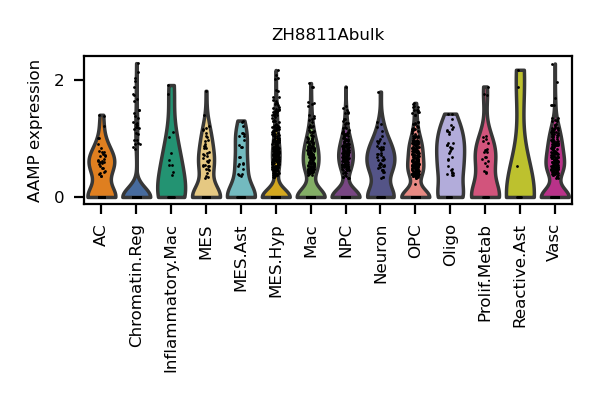 ZH8811Abulk
AAMP expression
2
0
AC
Chromatin.Reg
Inflammatory.Mac
MES
MES.Ast
MES.Hyp
Mac
NPC
Neuron
OPC
Oligo
Prolif.Metab
Reactive.Ast
Vasc